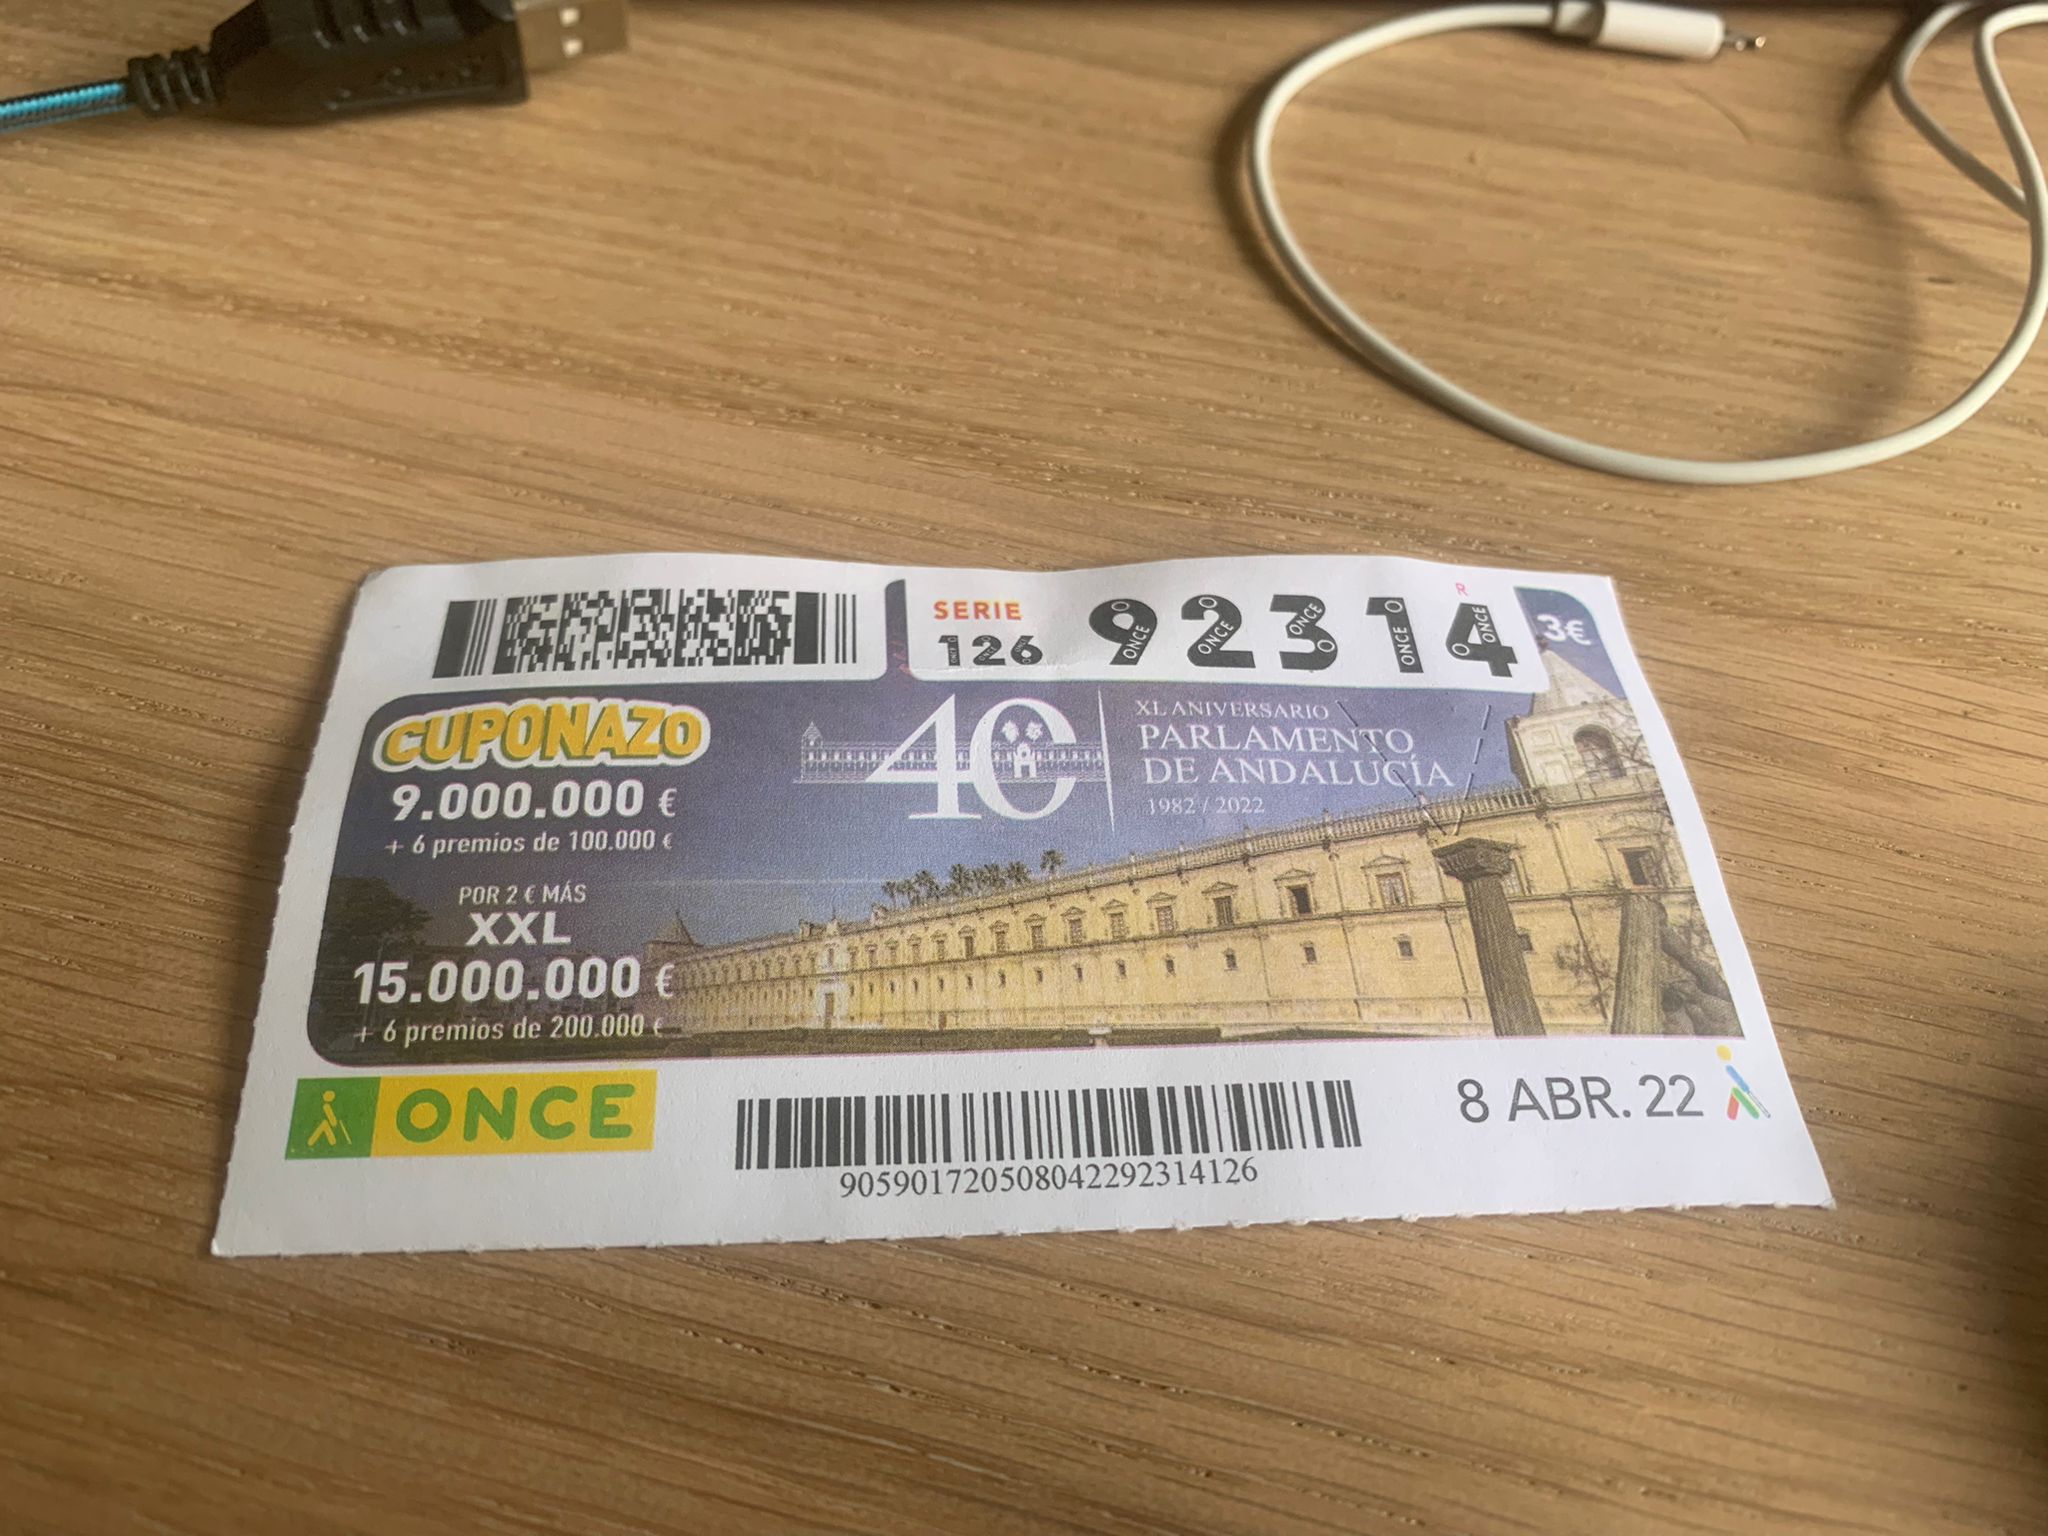 SERIE
126
92314
R
3€
CUPONAZO
9.000.000 €
+ 6 premios de 100.000 €
POR 2 € MÁS
XXL
15.000.000 €
+ 6 premios de 200.000 €
40
XL ANIVERSARIO
PARLAMENTO
DE ANDALUCÍA
1982 / 2022
ONCE
905901720508042292314126
8 ABR. 22